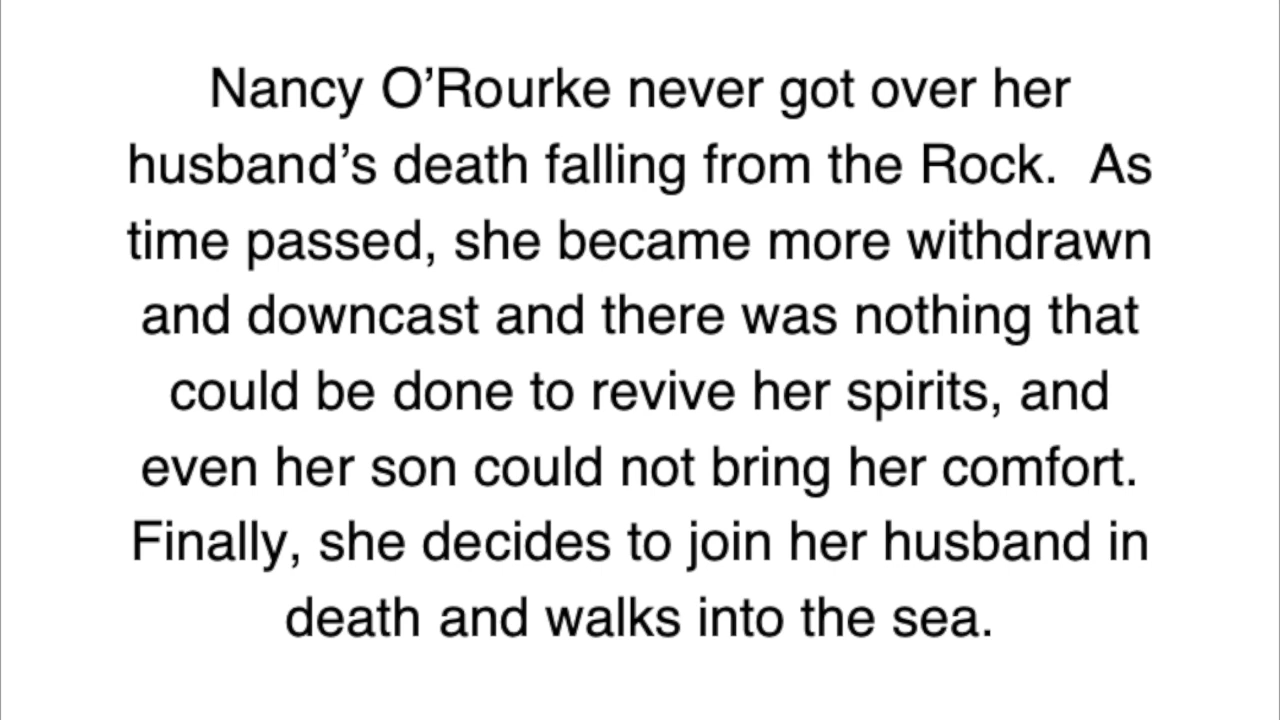 Nancy O’Rourke never got over her
husband’s death falling from the Rock.  As
time passed, she became more withdrawn
and downcast and there was nothing that
could be done to revive her spirits, and
even her son could not bring her comfort.
Finally, she decides to join her husband in
death and walks into the sea.